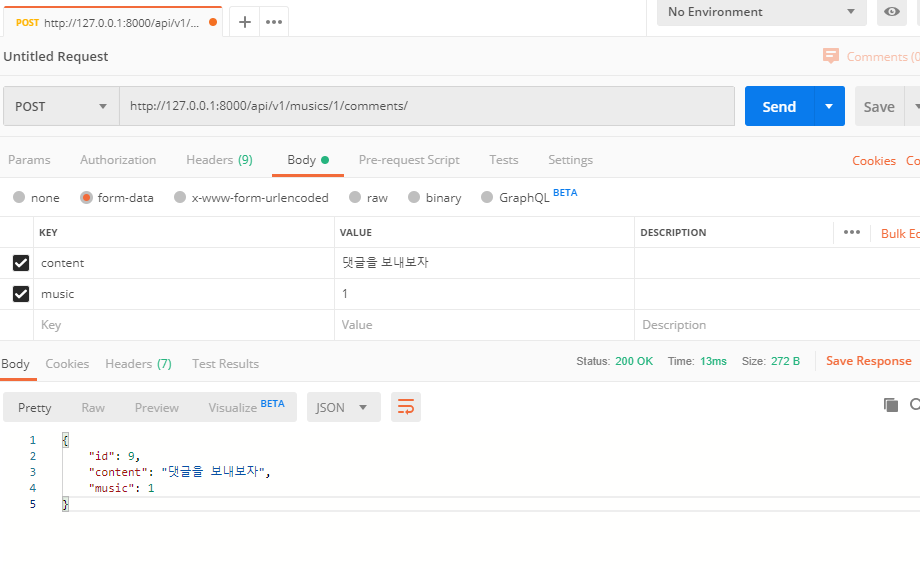 POST http://127.0.0.1:8000/api/v1/...
No Environment
Untitled Request
Comments (0
POST
http://127.0.0.1:8000/api/v1/musics/1/comments/
Send
Save
Params Authorization Headers (9) Body Pre-request Script Tests Settings
Cookies
none form-data x-www-form-urlencoded raw binary GraphQL BETA
KEY VALUE DESCRIPTION
Bulk
content 댓글을 보내보자
music 1
Key Value Description
Body Cookies Headers (7) Test Results
Status: 200 OK Time: 13ms Size: 272 B
Save Response
Pretty Raw Preview Visualize BETA JSON
1 {
2 "id": 9,
3 "content": "댓글을 보내보자",
4 "music": 1
5 }